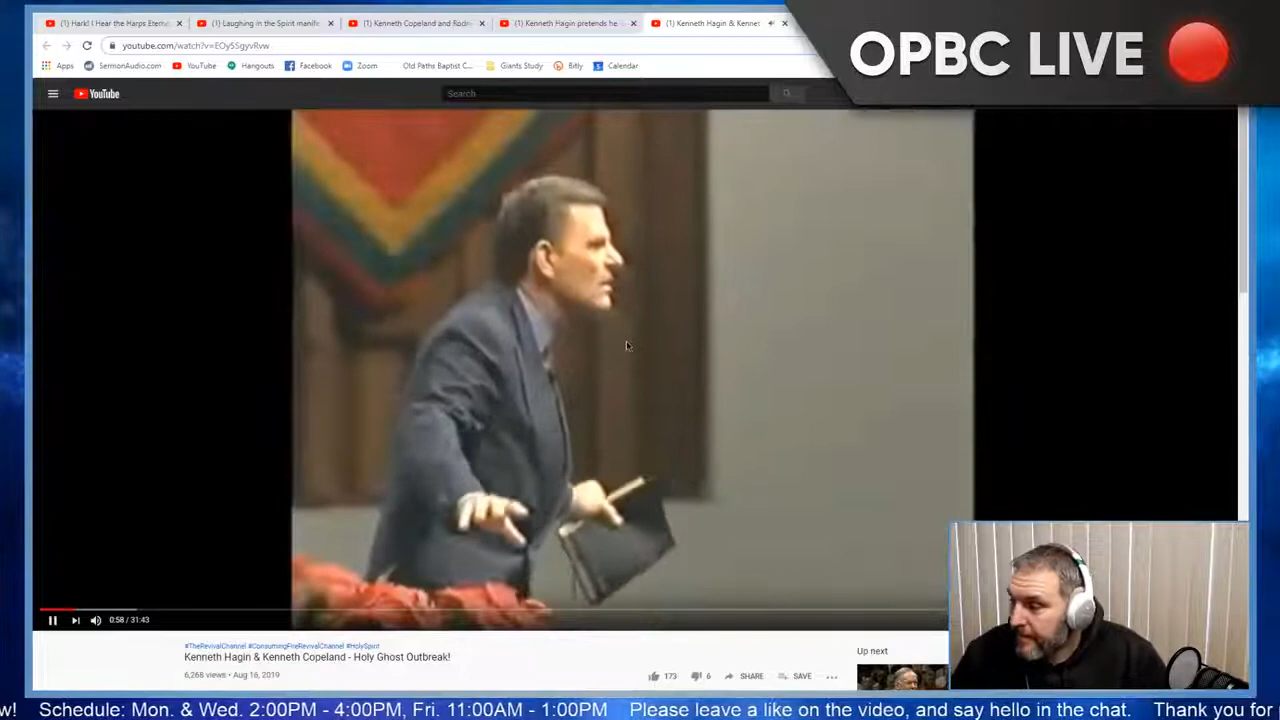 (1) Hark! I Hear the Harps Etern
(1) Laughing in the Spirit manife
(1) Kenneth Copeland and Rodn
(1) Kenneth Hagin pretends he
(1) Kenneth Hagin & Kenne
OPBC LIVE
youtube.com/watch?v=EOy5SgyvRvw
Apps SermonAudio.com YouTube Hangouts Facebook Zoom Old Paths Baptist C... Giants Study Bitly Calendar
YouTube
Search
0:58 / 31:43
#TheRevivalChannel #ConsumingFireRevivalChannel #HolySpirit
Kenneth Hagin & Kenneth Copeland - Holy Ghost Outbreak!
6,268 views • Aug 16, 2019
173 6 SHARE SAVE ...
Up next
w! Schedule: Mon. & Wed. 2:00PM - 4:00PM, Fri. 11:00AM - 1:00PM Please leave a like on the video, and say hello in the chat. Thank you for